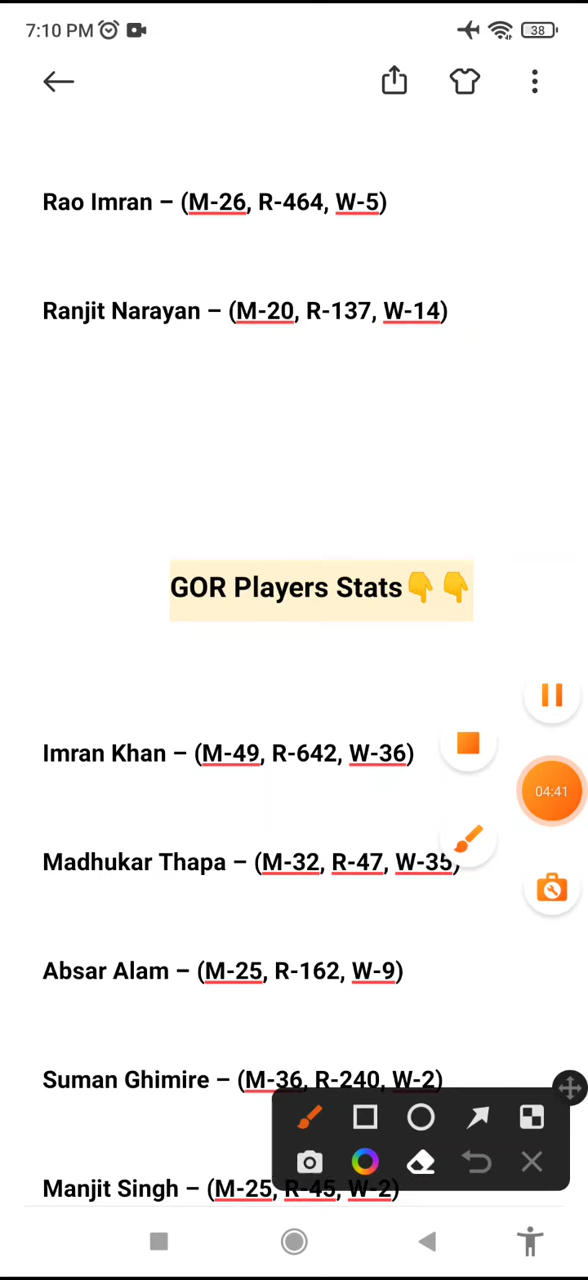 7:10 PM
38
Rao Imran – (M-26, R-464, W-5)
Ranjit Narayan – (M-20, R-137, W-14)
GOR Players Stats👇👇
Imran Khan – (M-49, R-642, W-36)
04:41
Madhukar Thapa – (M-32, R-47, W-35)
Absar Alam – (M-25, R-162, W-9)
Suman Ghimire – (M-36, R-240, W-2)
Manjit Singh – (M-25, R-45, W-2)